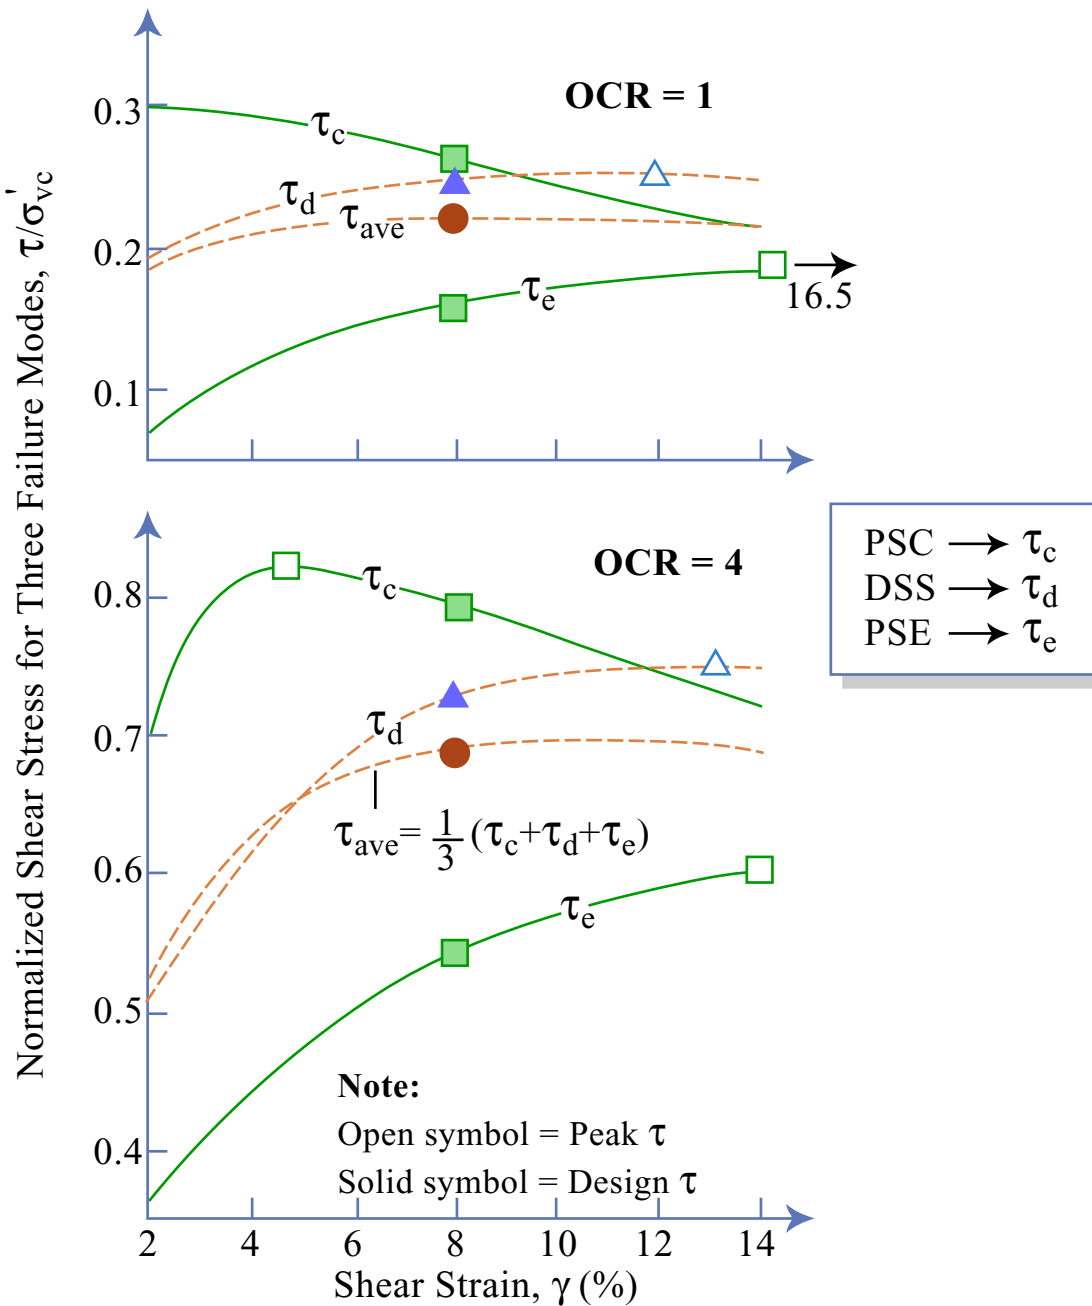 Normalized Shear Stress for Three Failure Modes, τ/σ'vc
OCR = 1
0.3
0.2
0.1
τc
τd
τave
τe
16.5
OCR = 4
0.8
0.7
0.6
0.5
0.4
τc
τd
τave= 1/3 (τc+τd+τe)
τe
PSC → τc
DSS → τd
PSE → τe
Note:
Open symbol = Peak τ
Solid symbol = Design τ
2 4 6 8 10 12 14
Shear Strain, γ (%)